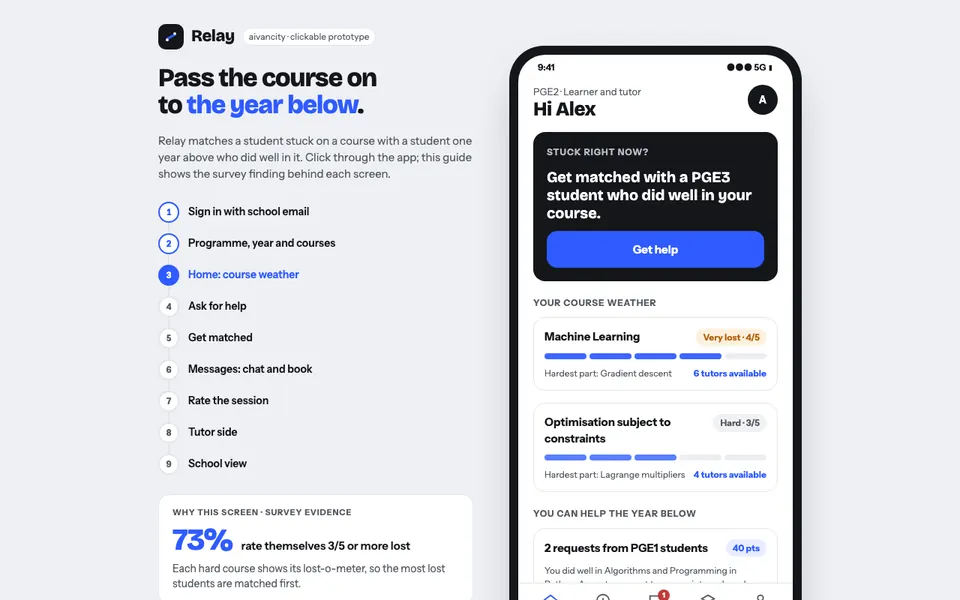 Relay aivancity · clickable prototype
Pass the course on
to the year below.
Relay matches a student stuck on a course with a student one
year above who did well in it. Click through the app; this guide
shows the survey finding behind each screen.
1 Sign in with school email
2 Programme, year and courses
3 Home: course weather
4 Ask for help
5 Get matched
6 Messages: chat and book
7 Rate the session
8 Tutor side
9 School view
WHY THIS SCREEN · SURVEY EVIDENCE
73% rate themselves 3/5 or more lost
Each hard course shows its lost-o-meter, so the most lost
students are matched first.
9:41 5G
PGE2 · Learner and tutor
Hi Alex
A
STUCK RIGHT NOW?
Get matched with a PGE3
student who did well in your
course.
Get help
YOUR COURSE WEATHER
Machine Learning Very lost · 4/5
Hardest part: Gradient descent 6 tutors available
Optimisation subject to
constraints
Hard · 3/5
Hardest part: Lagrange multipliers 4 tutors available
YOU CAN HELP THE YEAR BELOW
2 requests from PGE1 students 40 pts
You did well in Algorithms and Programming in
1